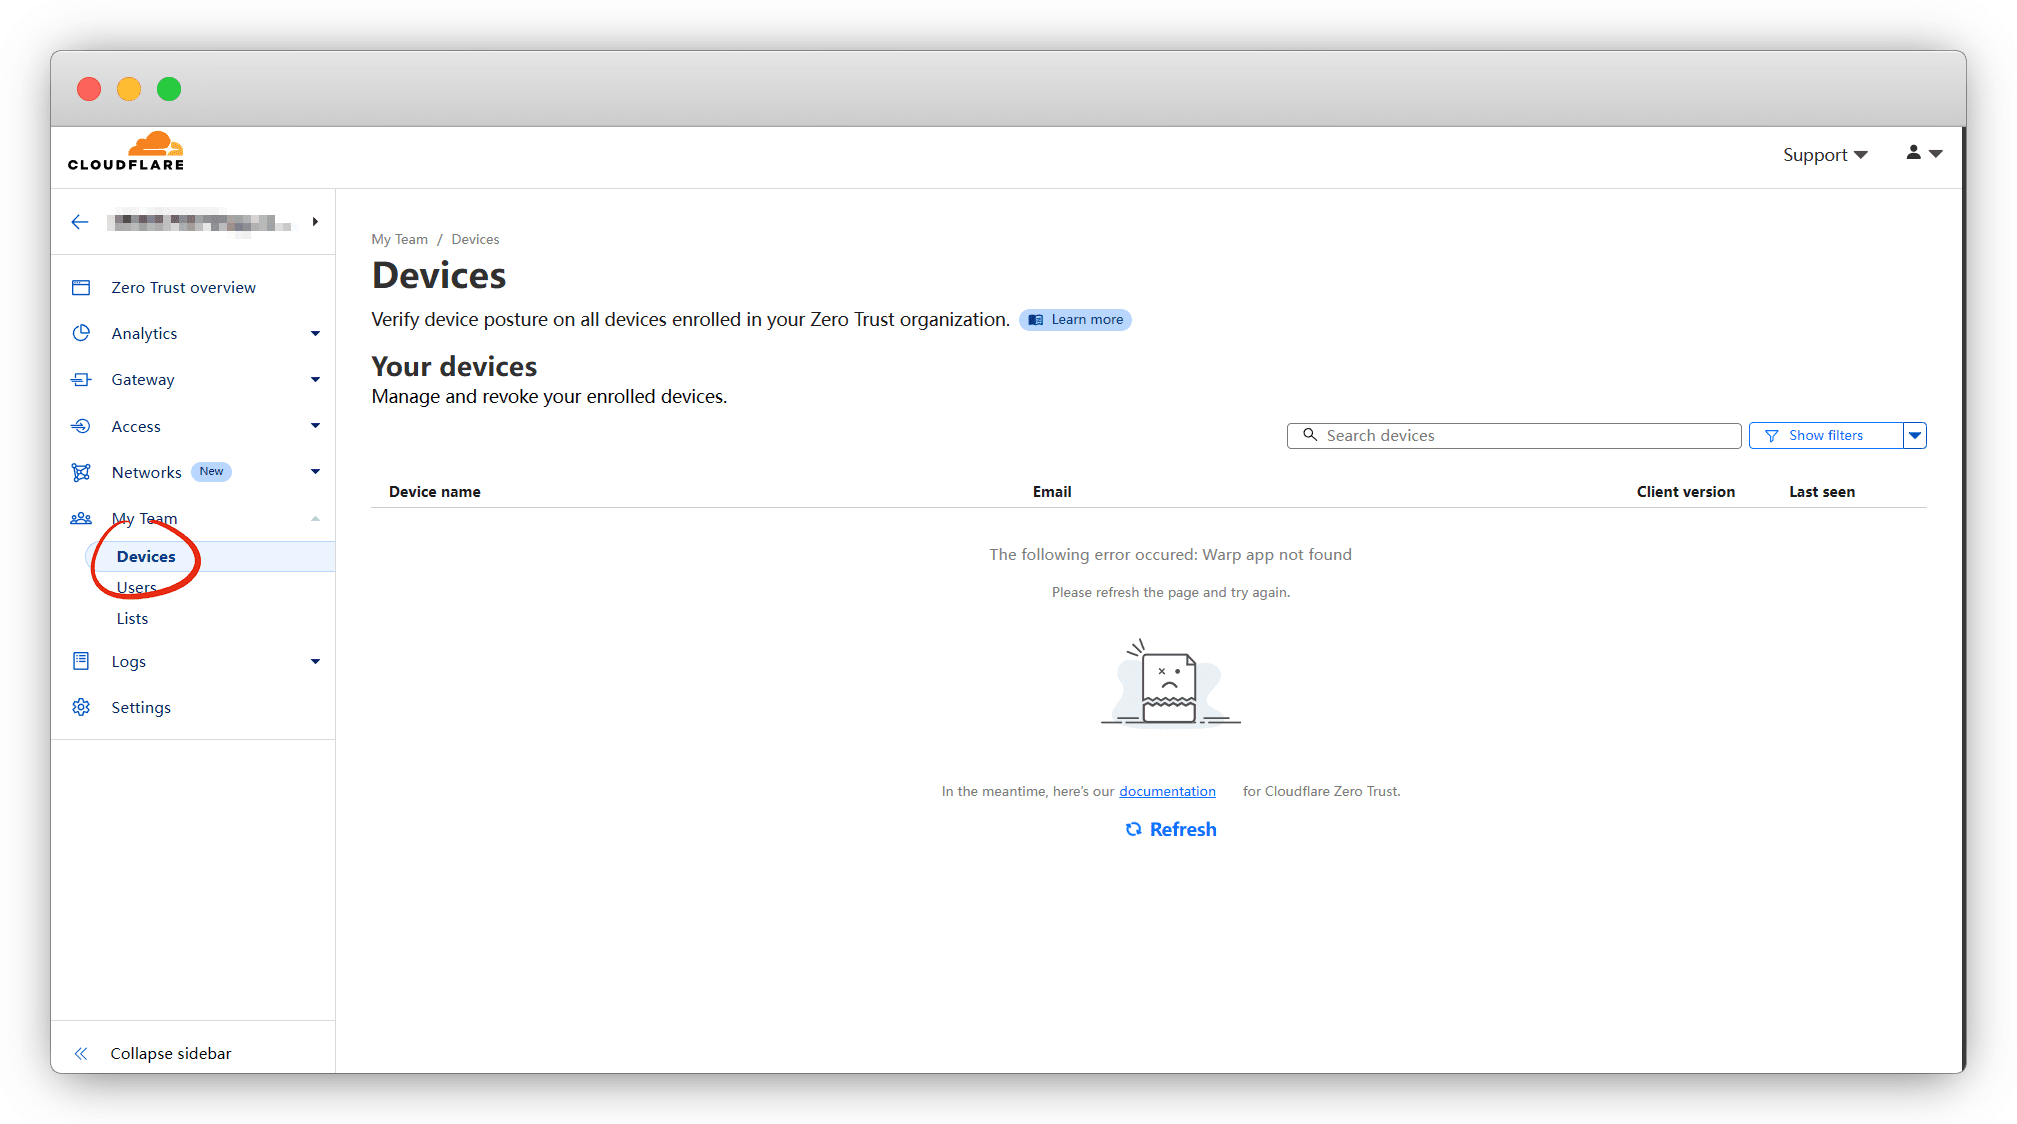 CLOUDFLARE
Support
Zero Trust overview
Analytics
Gateway
Access
Networks New
My Team
Devices
Users
Lists
Logs
Settings
Collapse sidebar
My Team / Devices
Devices
Verify device posture on all devices enrolled in your Zero Trust organization. Learn more
Your devices
Manage and revoke your enrolled devices.
Search devices Show filters
Device name Email Client version Last seen
The following error occured: Warp app not found
Please refresh the page and try again.
In the meantime, here's our documentation for Cloudflare Zero Trust.
Refresh